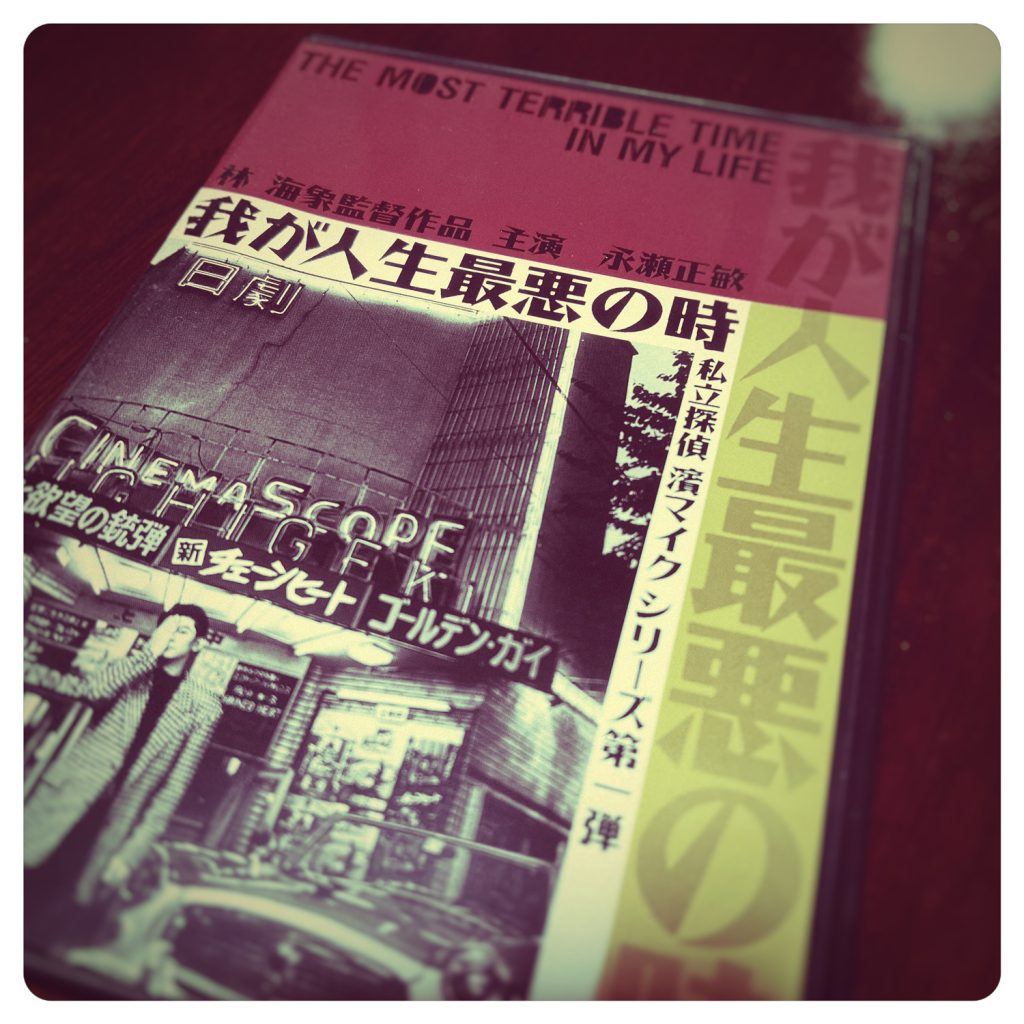 THE MOST TERRIBLE TIME
IN MY LIFE
林 海象監督作品 主演 永瀬正敏
我が人生最悪の時
我が人生最悪の時
私立探偵 濱マイクシリーズ、第一弾
日劇
CINEMASCOPE
NICHIGEKI
欲望の銃弾
新 チェーンヒート
ゴールデン・ガイ